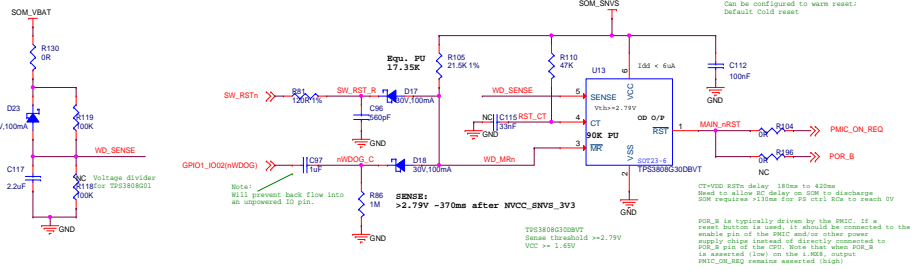 Can be configured to warm reset;
Default Cold reset
SOM_VBAT
SOM_SNVS
R130
0R
Equ. PU
17.35K
R105
21.5K 1%
R110
47K
U13
Idd < 6uA
C112
100nF
GND
6
VCC
D23
V,100mA
R119
100K
SW_RSTn
R81
120R 1%
SW_RST_R
D17
30V,100mA
WD_SENSE
5
SENSE
Vth>=2.79V
C96
560pF
GND
NC
C115
33nF
GND
RST_CT
4
CT
OD O/P
RST
1
MAIN_nRST
R104
0R
PMIC_ON_REQ
90K PU
3
MR
VSS
2
SOT23-6
TPS3808G30DBVT
R196
0R
NC
POR_B
WD_SENSE
Voltage divider
for TPS3808G01
C117
2.2uF
NC
R118
100K
GND
GPIO1_IO02(nWDOG)
C97
1uF
nWDOG_C
D18
30V,100mA
WD_MRn
Note:
Will prevent back flow into
an unpowered IO pin.
R86
1M
GND
SENSE:
>2.79V ~370ms after NVCC_SNVS_3V3
GND
TPS3808G30DBVT
Sense threshold >=2.79V
VCC >= 1.65V
CT=VDD RSTn delay  180ms to 420ms
Need to allow RC delay on SOM to discharge
SOM requires >130ms for PS ctrl RCs to reach 0V
POR_B is typically driven by the PMIC. If a
reset button is used, it should be connected to the
enable pin of the PMIC and/or other power
supply chips instead of directly connected to
POR_B pin of the CPU. Note that when POR_B
is asserted (low) on the i.MX8, output
PMIC_ON_REQ remains asserted (high)